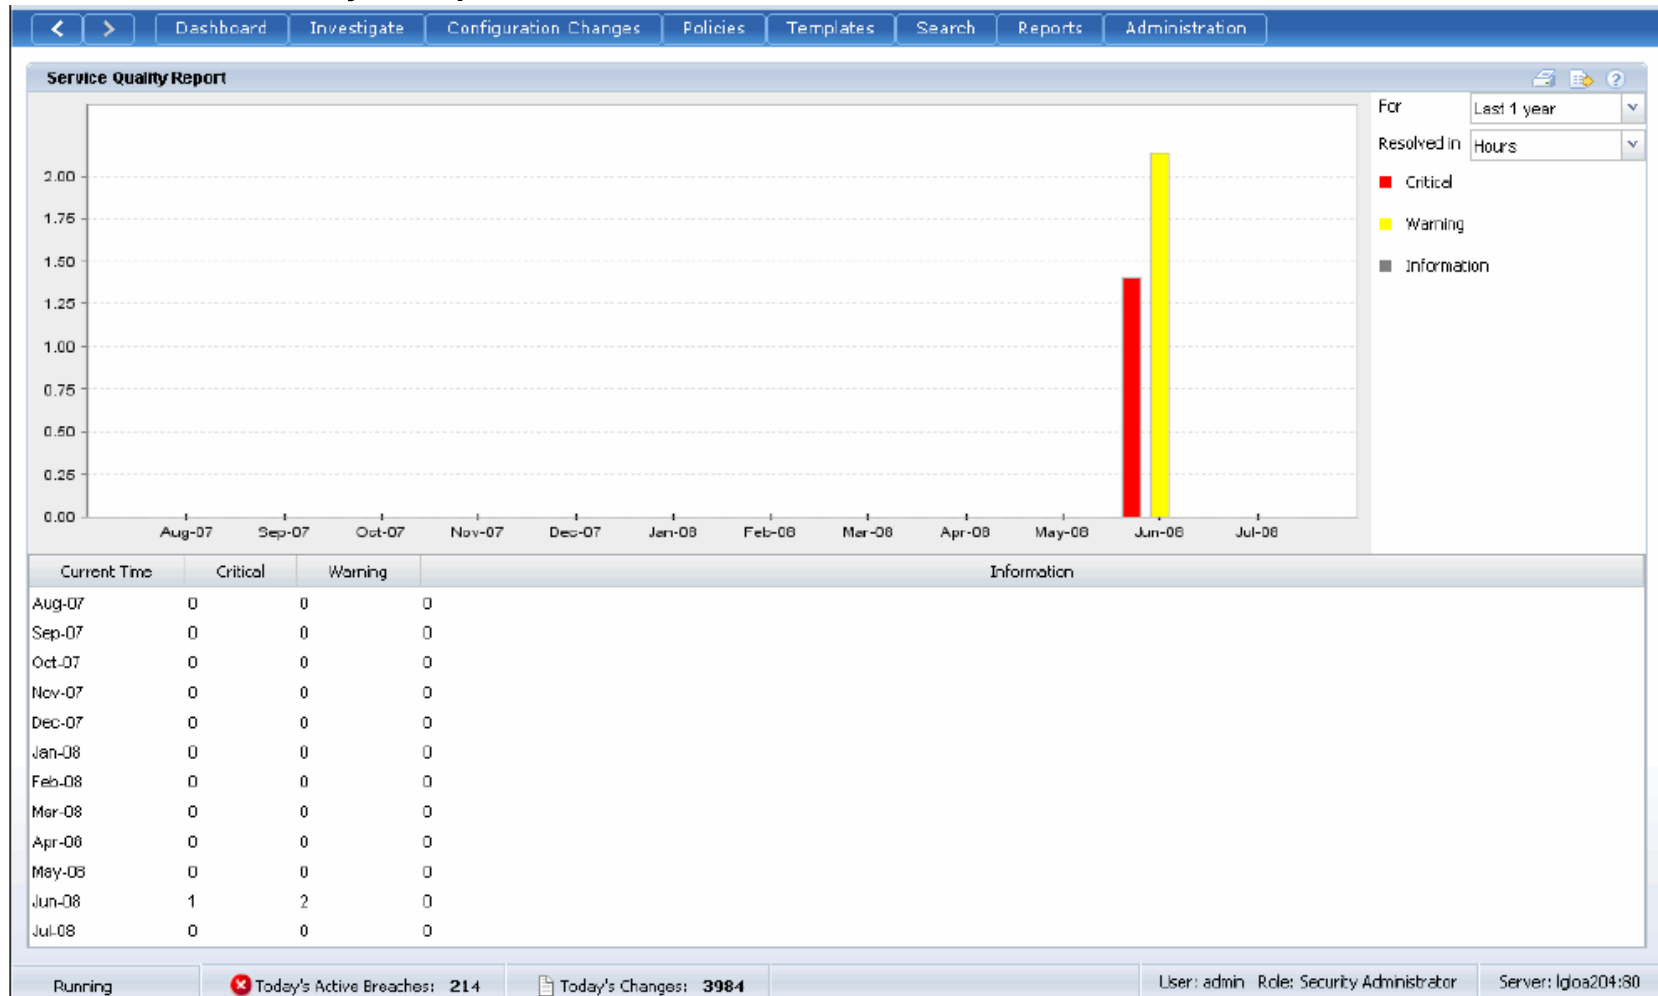 Dashboard Investigate Configuration Changes Policies Templates Search Reports Administration
Service Quality Report
For Last 1 year
Resolved in Hours
Critical
Warning
Information
2.00
1.75
1.50
1.25
1.00
0.75
0.50
0.25
0.00
Aug-07 Sep-07 Oct-07 Nov-07 Dec-07 Jan-08 Feb-08 Mar-08 Apr-08 May-08 Jun-08 Jul-08
Current Time Critical Warning Information
Aug-07 0 0 0
Sep-07 0 0 0
Oct-07 0 0 0
Nov-07 0 0 0
Dec-07 0 0 0
Jan-08 0 0 0
Feb-08 0 0 0
Mar-08 0 0 0
Apr-08 0 0 0
May-08 0 0 0
Jun-08 1 2 0
Jul-08 0 0 0
Running Today's Active Breaches: 214 Today's Changes: 3984 User: admin Role: Security Administrator Server: lgloa204:80